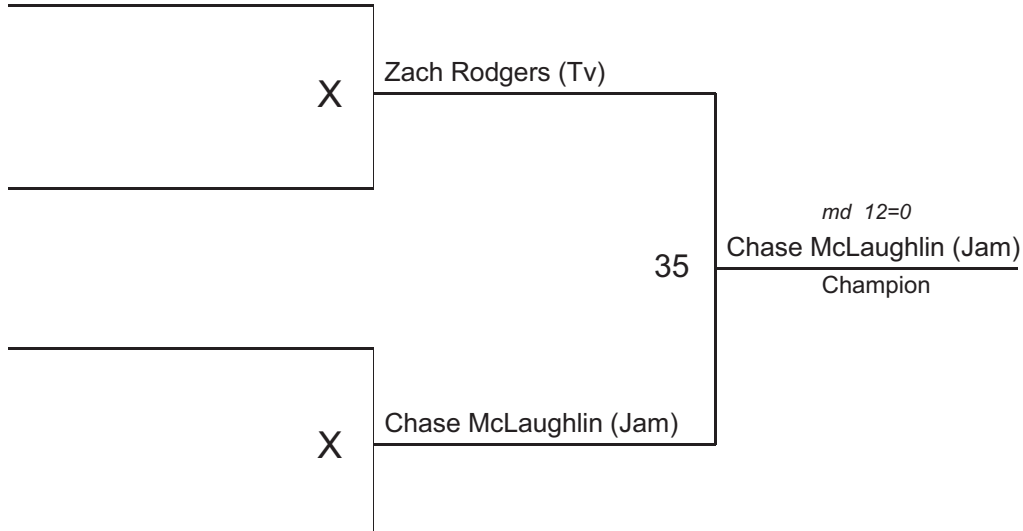 Zach Rodgers (Tv)
X
md 12=0
Chase McLaughlin (Jam)
35
Champion
Chase McLaughlin (Jam)
X